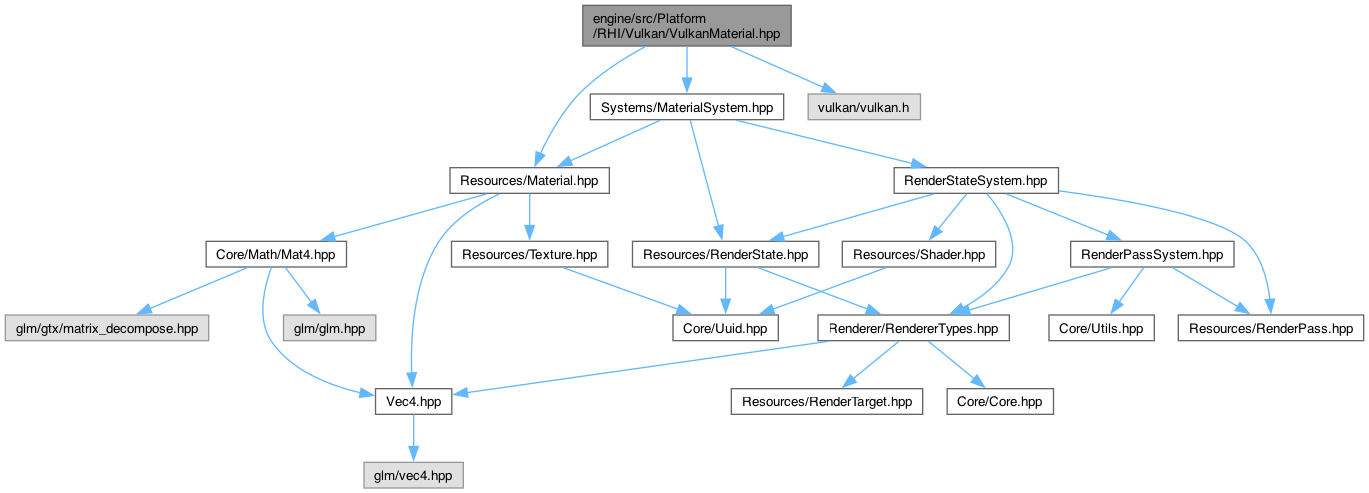 engine/src/Platform
/RHI/Vulkan/VulkanMaterial.hpp
Systems/MaterialSystem.hpp
vulkan/vulkan.h
Resources/Material.hpp
RenderStateSystem.hpp
Core/Math/Mat4.hpp
Resources/Texture.hpp
Resources/RenderState.hpp
Resources/Shader.hpp
RenderPassSystem.hpp
glm/gtx/matrix_decompose.hpp
glm/glm.hpp
Core/Uuid.hpp
Renderer/RendererTypes.hpp
Core/Utils.hpp
Resources/RenderPass.hpp
Vec4.hpp
Resources/RenderTarget.hpp
Core/Core.hpp
glm/vec4.hpp